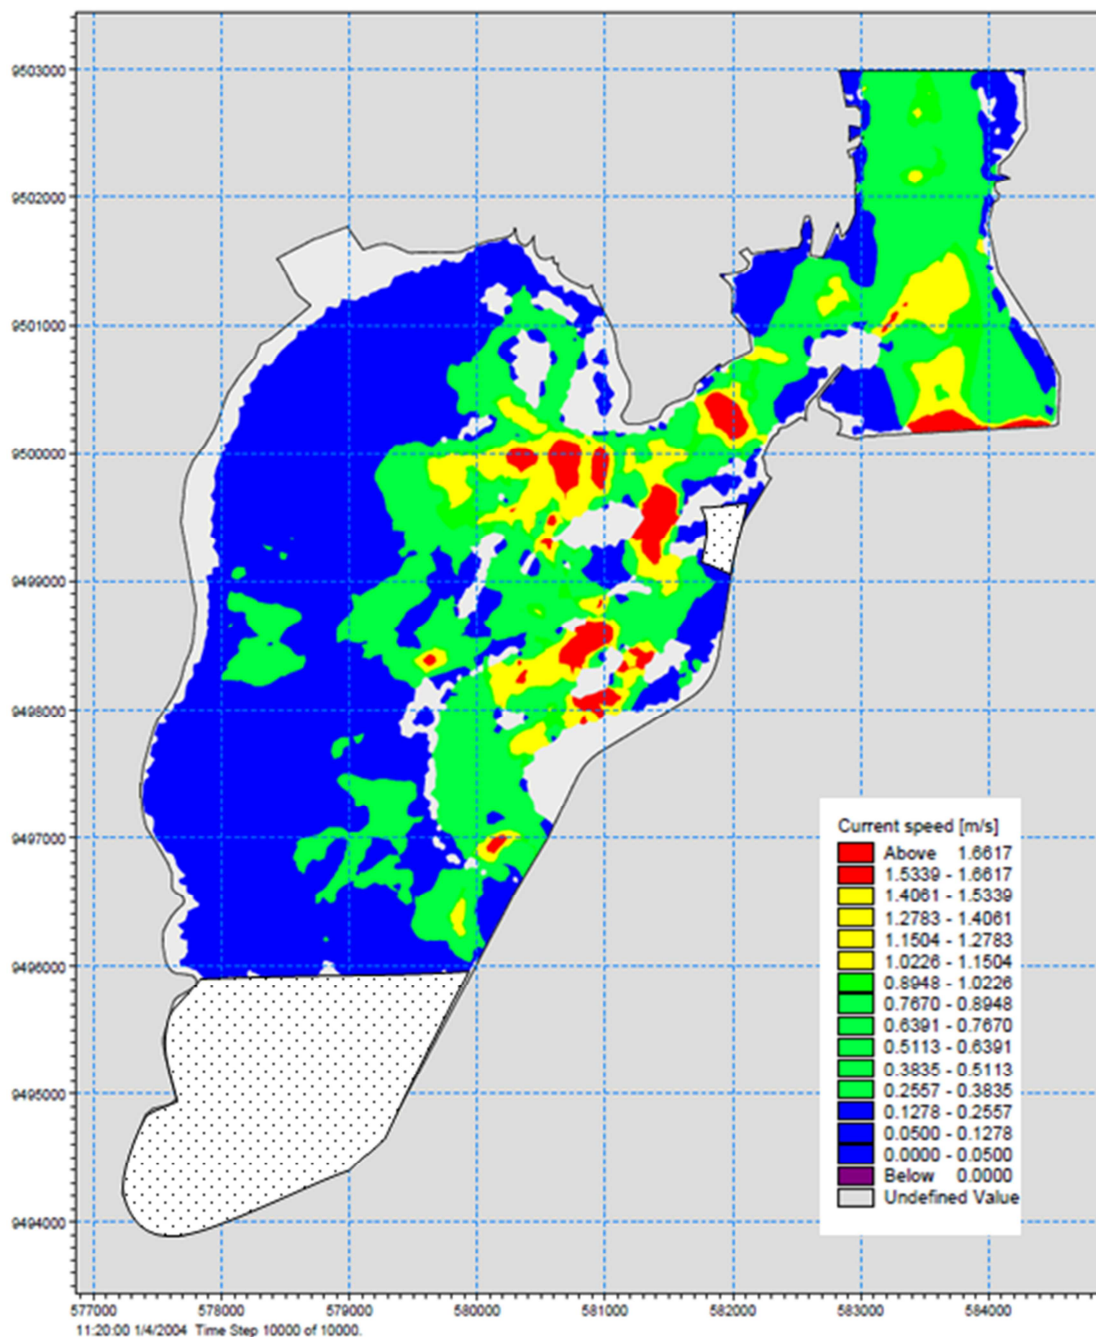 9503000
9502000
9501000
9500000
9499000
9498000
9497000
9496000
9495000
9494000
Current speed [m/s]
Above 1.6617
1.5339 - 1.6617
1.4061 - 1.5339
1.2783 - 1.4061
1.1504 - 1.2783
1.0226 - 1.1504
0.8948 - 1.0226
0.7670 - 0.8948
0.6391 - 0.7670
0.5113 - 0.6391
0.3835 - 0.5113
0.2557 - 0.3835
0.1278 - 0.2557
0.0500 - 0.1278
0.0000 - 0.0500
Below 0.0000
Undefined Value
577000 578000 579000 580000 581000 582000 583000 584000
11:20:00 1/4/2004 Time Step 10000 of 10000.